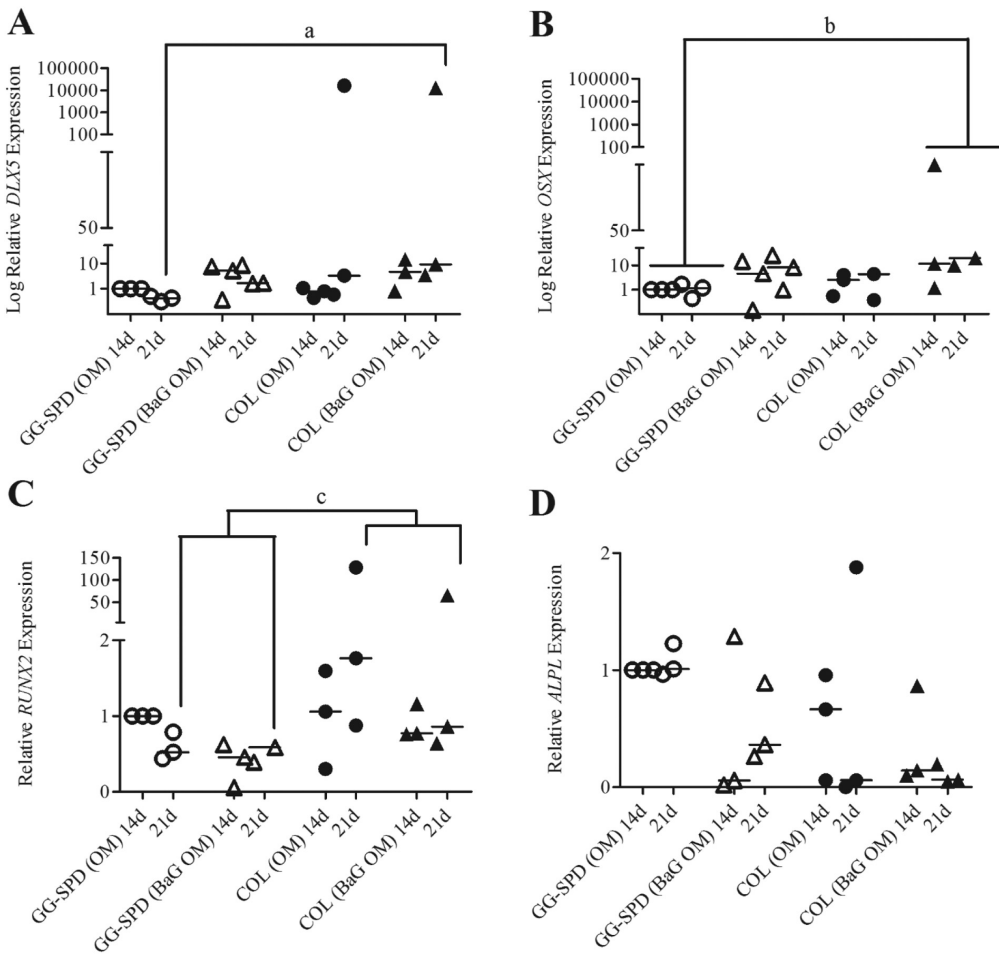 A
a
Log Relative DLX5 Expression
100000
10000
1000
100
50
10
1
GG-SPD (OM) 14d
21d
GG-SPD (BaG OM) 14d
21d
COL (OM) 14d
21d
COL (BaG OM) 14d
21d
B
b
Log Relative OSX Expression
100000
10000
1000
100
50
10
1
GG-SPD (OM) 14d
21d
GG-SPD (BaG OM) 14d
21d
COL (OM) 14d
21d
COL (BaG OM) 14d
21d
C
c
Relative RUNX2 Expression
150
100
50
2
1
0
GG-SPD (OM) 14d
21d
GG-SPD (BaG OM) 14d
21d
COL (OM) 14d
21d
COL (BaG OM) 14d
21d
D
Relative ALPL Expression
2
1
0
GG-SPD (OM) 14d
21d
GG-SPD (BaG OM) 14d
21d
COL (OM) 14d
21d
COL (BaG OM) 14d
21d